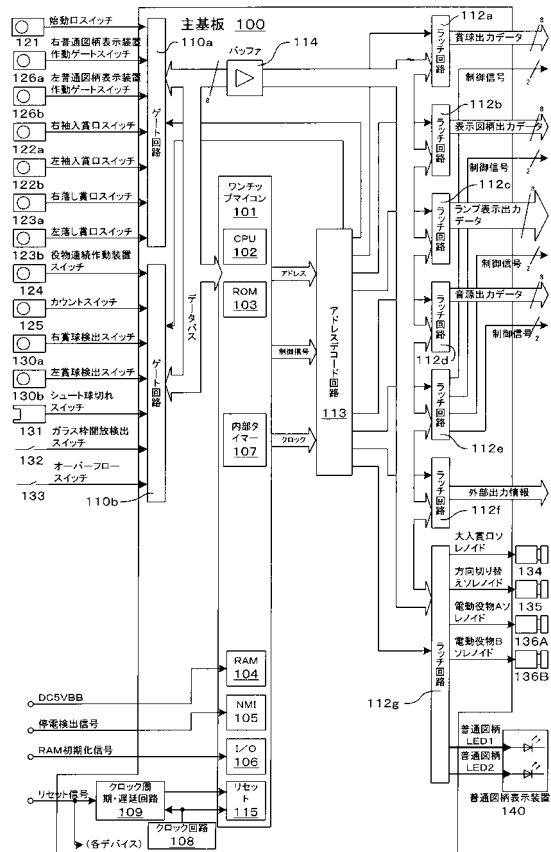 主基板 100
始動口スイッチ
121
右普通図柄表示装置
作動ゲートスイッチ
126a
左普通図柄表示装置
作動ゲートスイッチ
126b
右袖入賞口スイッチ
122a
左袖入賞口スイッチ
122b
右落し賞口スイッチ
123a
左落し賞口スイッチ
123b
役物連続作動装置
スイッチ
124
カウントスイッチ
125
右賞球検出スイッチ
130a
左賞球検出スイッチ
130b
シュート球切れ
スイッチ
131
ガラス枠開放検出
スイッチ
132
オーバーフロー
スイッチ
133
110a
ゲート回路
ゲート回路
110b
バッファ
114
8
データバス
ワンチップマイコン
101
CPU
102
ROM
103
内部タイマー
107
RAM
104
NMI
105
I/O
106
リセット
115
アドレス
制御信号
クロック
アドレスデコード回路
113
DC5VBB
停電検出信号
RAM初期化信号
リセット信号
クロック周期・遅延回路
109
クロック回路
108
(各デバイス)
112a
ラッチ回路
賞球出力データ
8
制御信号
2
112b
ラッチ回路
表示図柄出力データ
8
制御信号
2
112c
ラッチ回路
ランプ表示出力データ
8
制御信号
2
ラッチ回路
112d
音源出力データ
8
制御信号
2
ラッチ回路
112e
ラッチ回路
112f
外部出力情報
ラッチ回路
112g
大入賞口ソレノイド
134
方向切り替えソレノイド
135
電動役物Aソレノイド
136A
電動役物Bソレノイド
136B
普通図柄
LED1
普通図柄
LED2
普通図柄表示装置
140